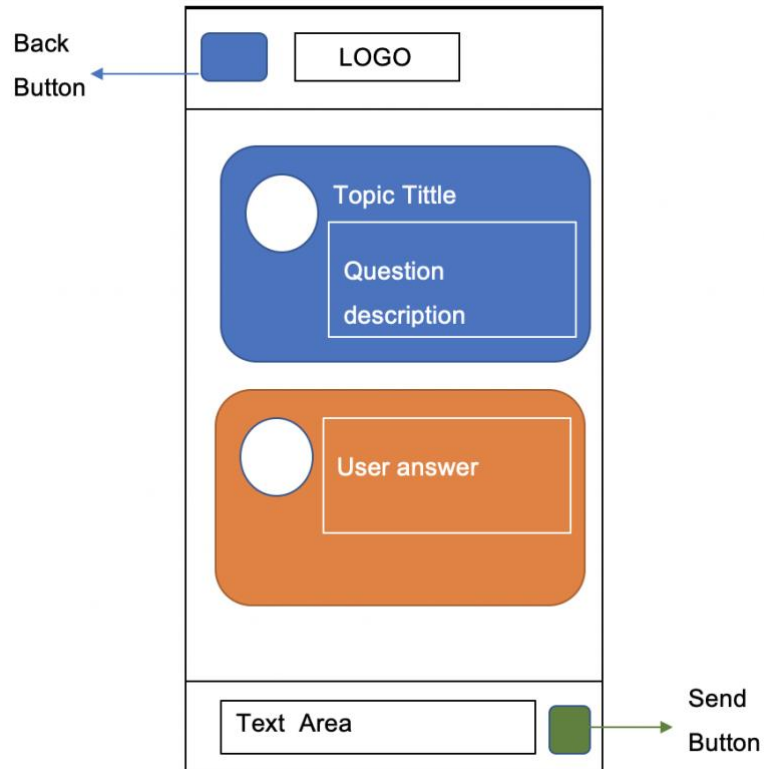 Back
Button
LOGO
Topic Tittle
Question
description
User answer
Text Area
Send
Button